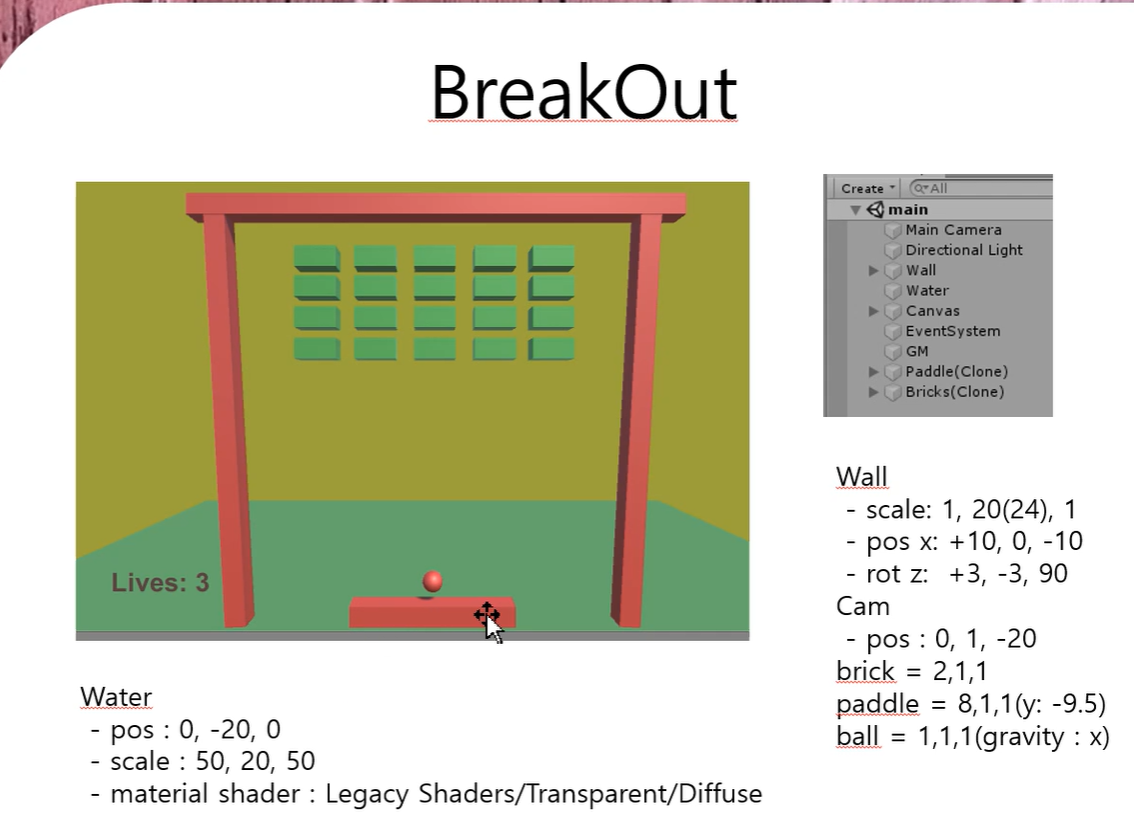 BreakOut
Lives: 3
Create
All
main
Main Camera
Directional Light
Wall
Water
Canvas
EventSystem
GM
Paddle(Clone)
Bricks(Clone)
Wall
- scale: 1, 20(24), 1
- pos x: +10, 0, -10
- rot z: +3, -3, 90
Cam
- pos : 0, 1, -20
brick = 2,1,1
paddle = 8,1,1(y: -9.5)
ball = 1,1,1(gravity : x)
Water
- pos : 0, -20, 0
- scale : 50, 20, 50
- material shader : Legacy Shaders/Transparent/Diffuse